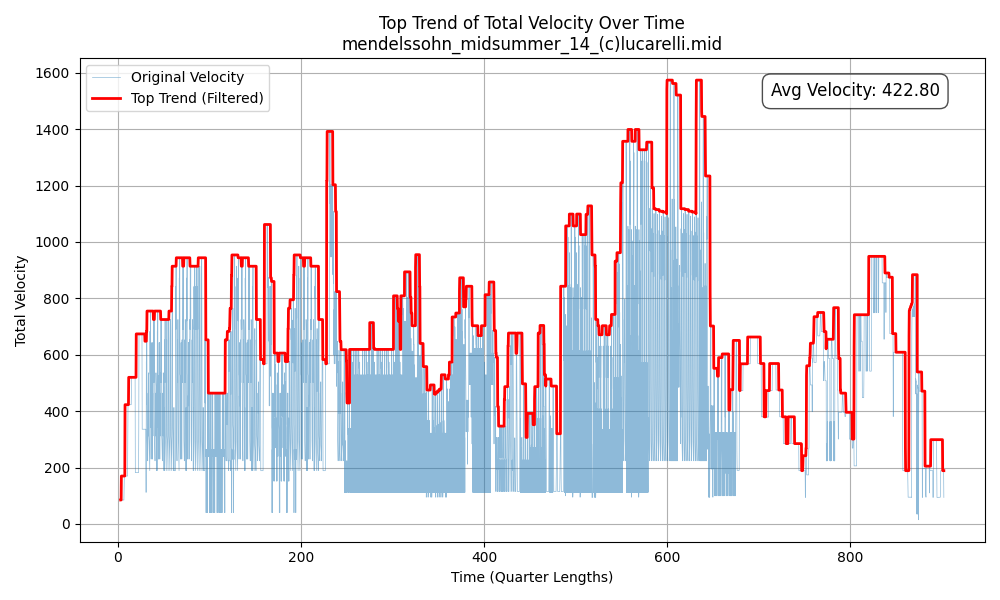 Top Trend of Total Velocity Over Time
mendelssohn_midsummer_14_(c)lucarelli.mid
Original Velocity
Top Trend (Filtered)
Avg Velocity: 422.80
Total Velocity
1600
1400
1200
1000
800
600
400
200
0
0 200 400 600 800
Time (Quarter Lengths)